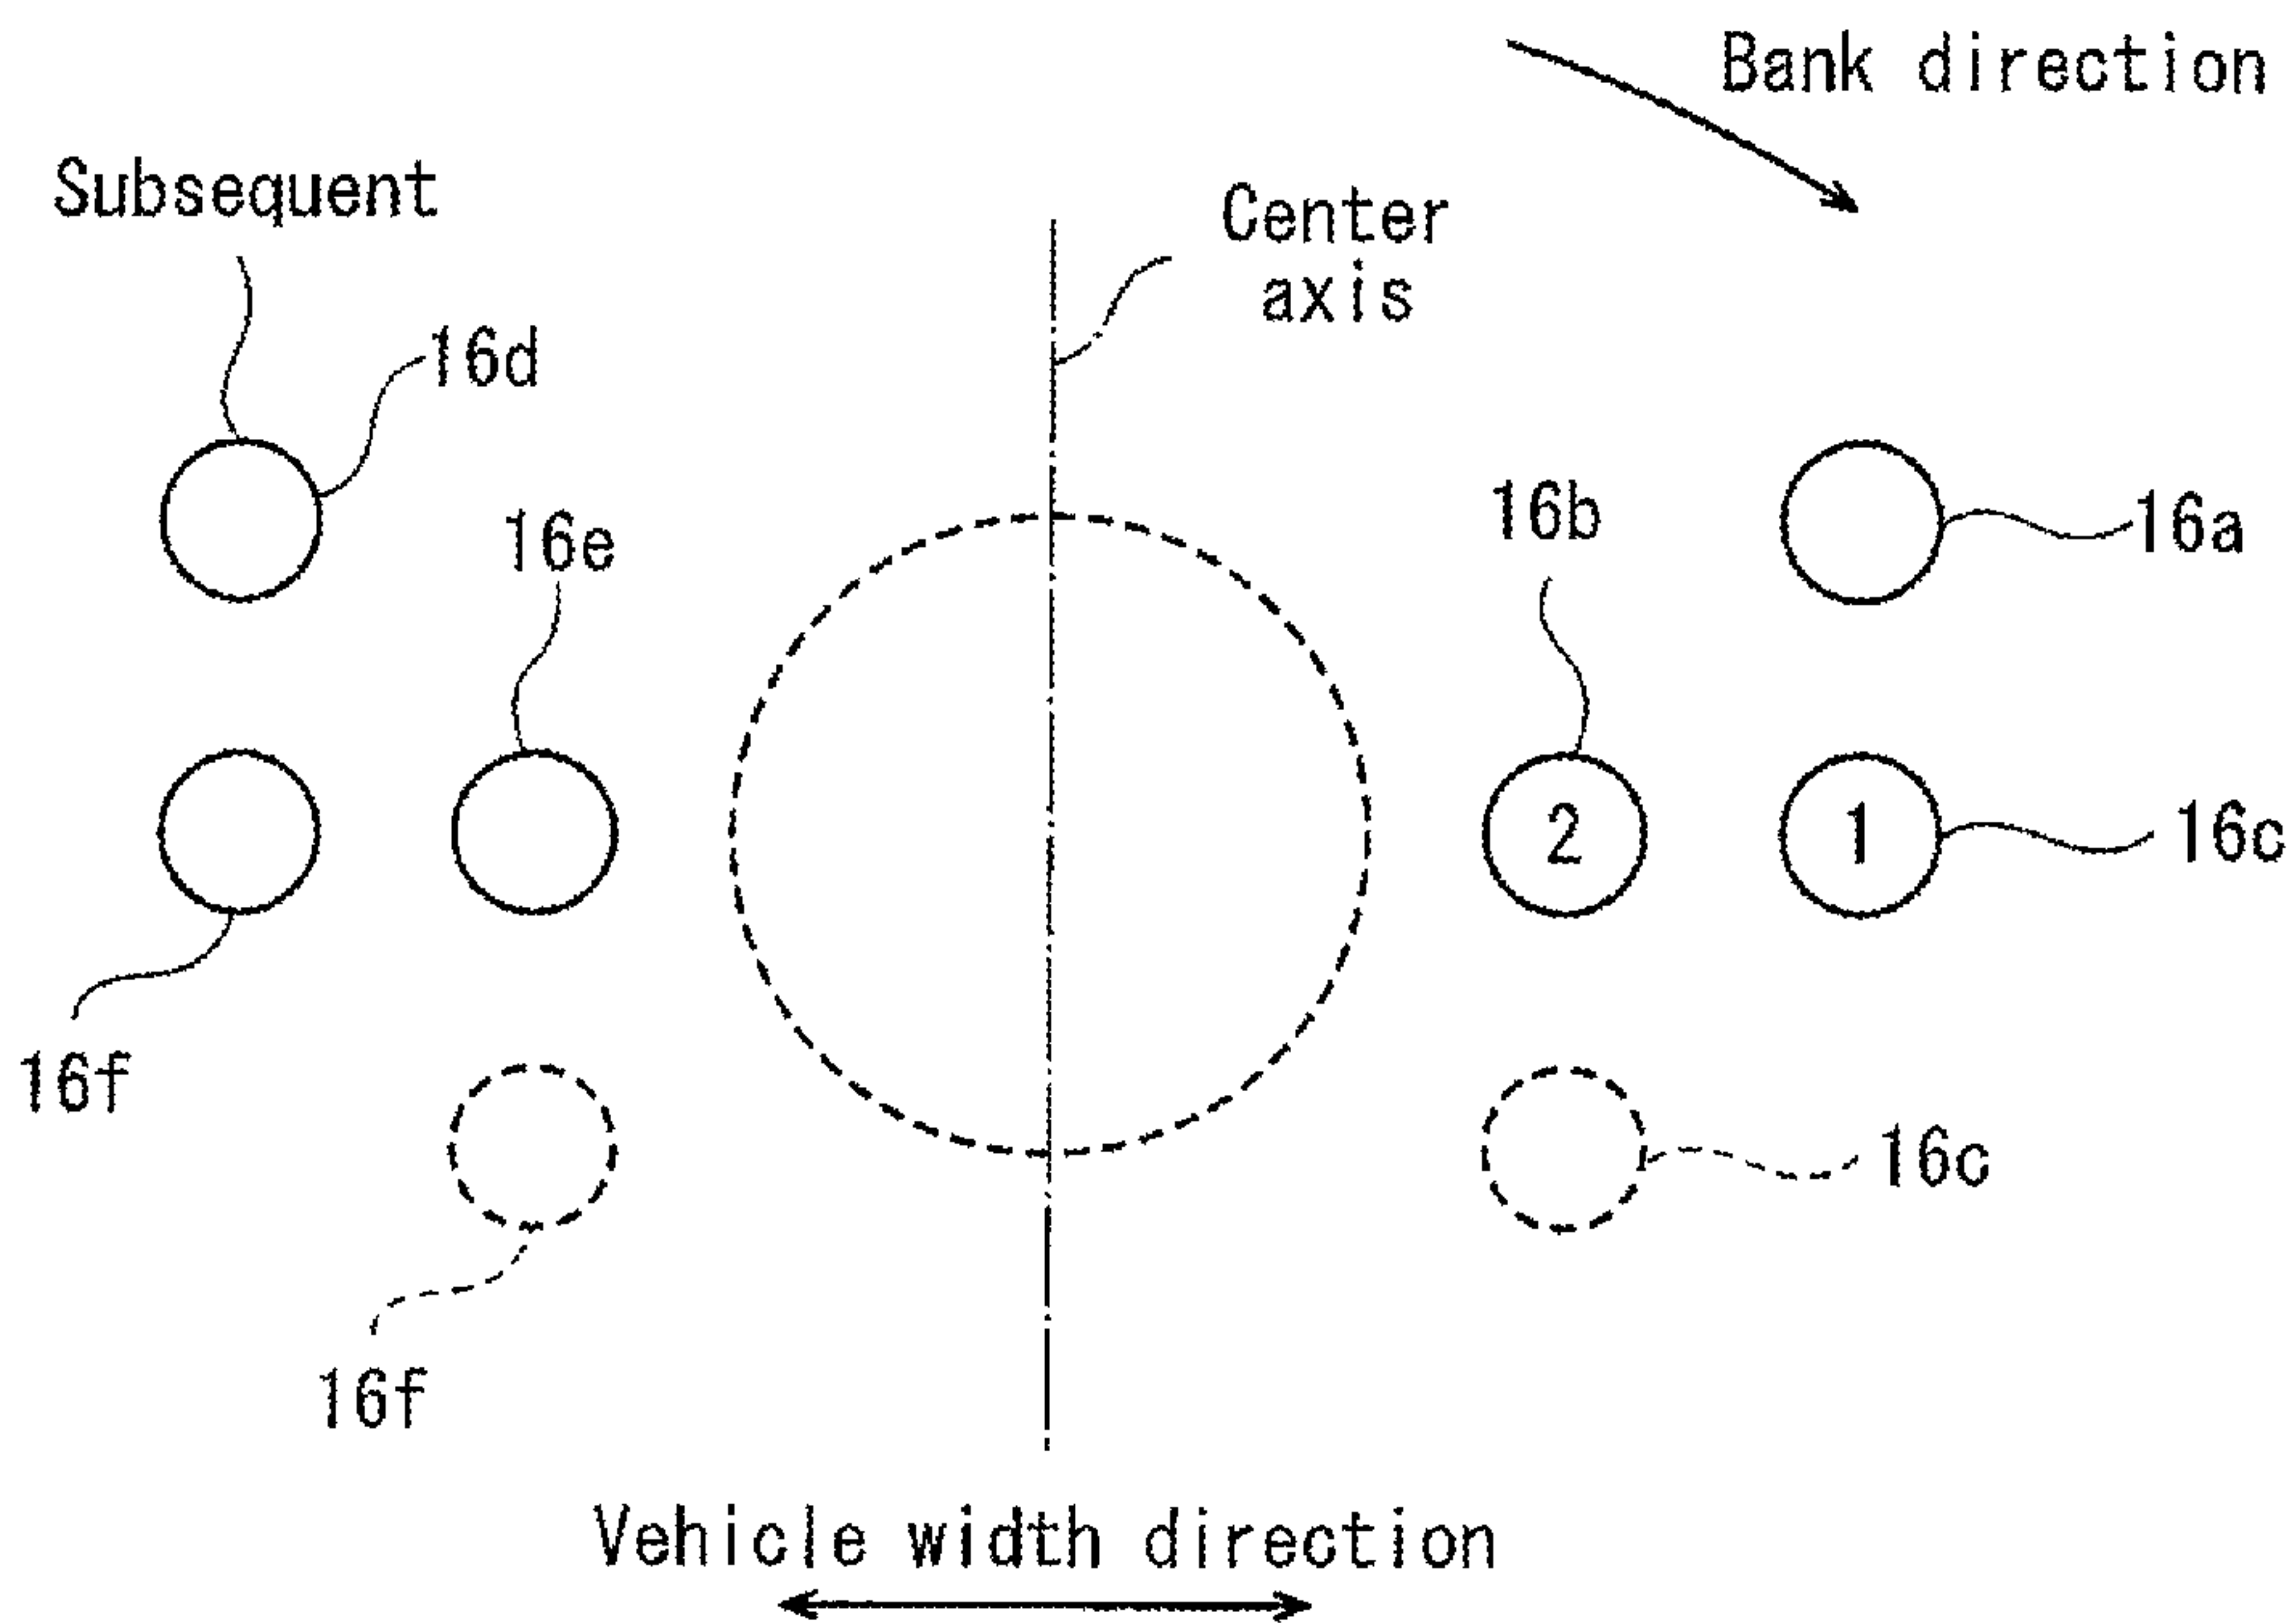 Bank direction
Subsequent
Center
axis
16d
16e
16b
16a
2
1
16c
16f
16c
16f
Vehicle width direction